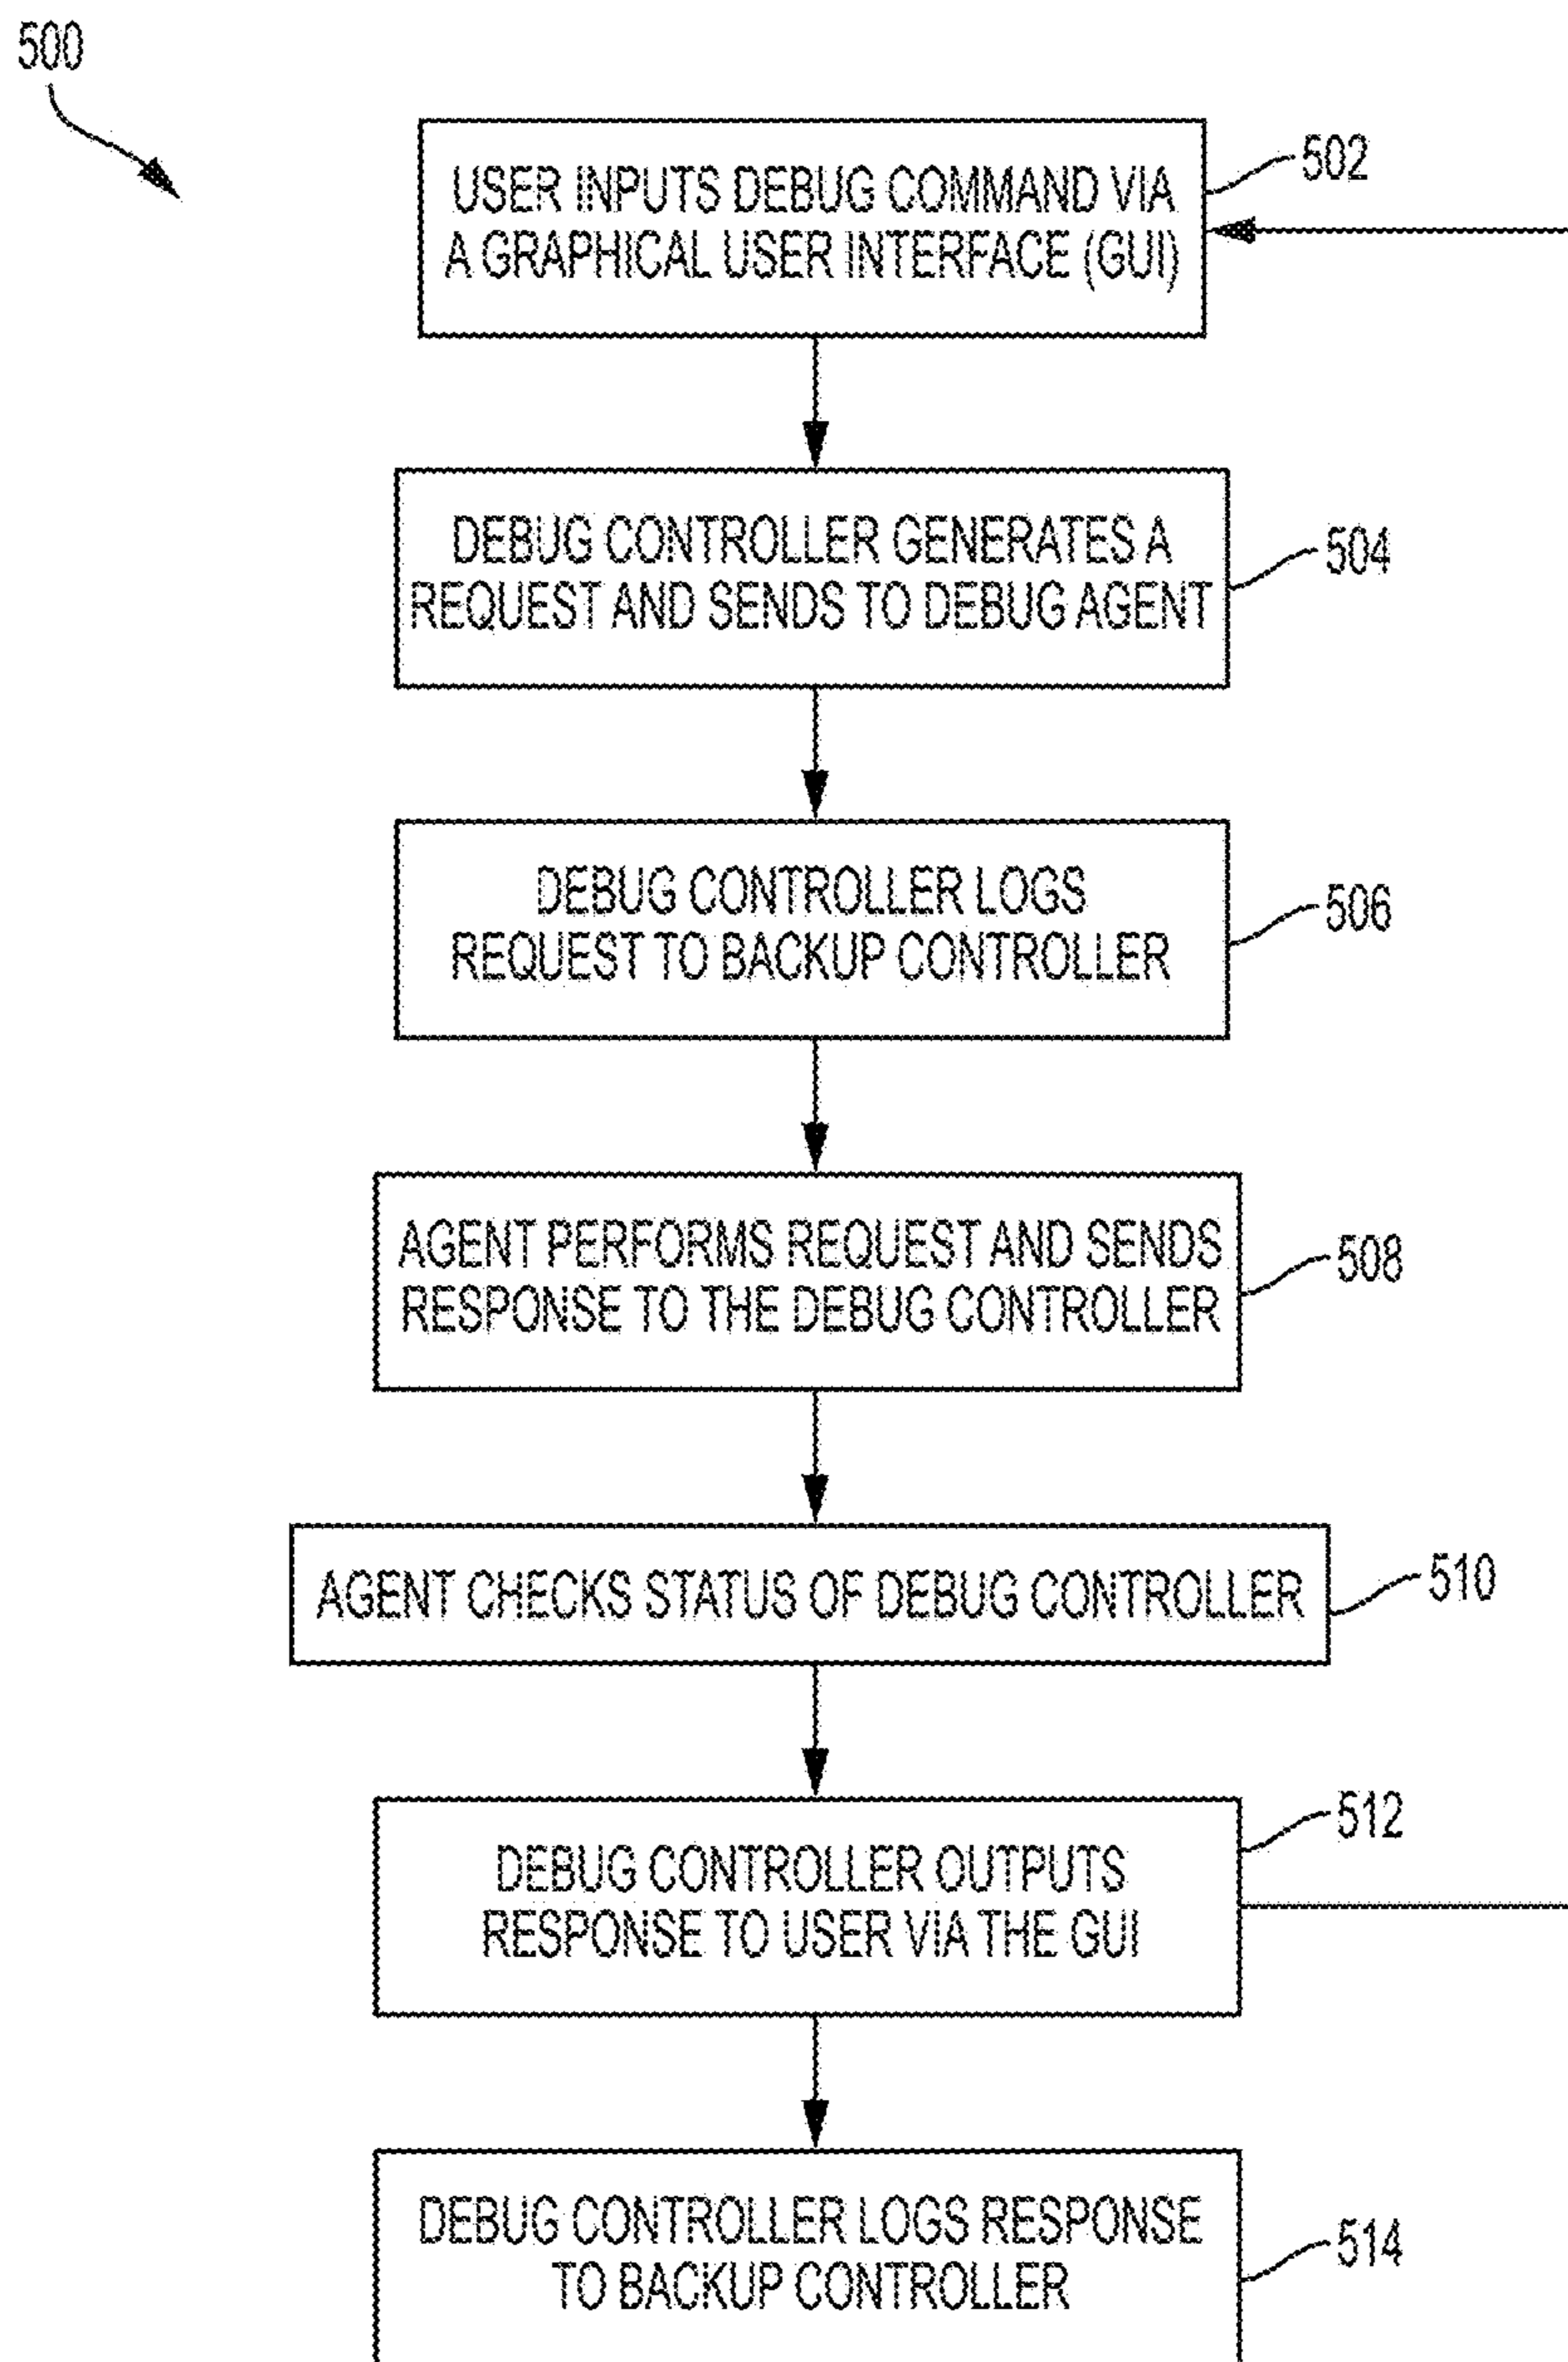 500
USER INPUTS DEBUG COMMAND VIA
A GRAPHICAL USER INTERFACE (GUI)
502
DEBUG CONTROLLER GENERATES A
REQUEST AND SENDS TO DEBUG AGENT
504
DEBUG CONTROLLER LOGS
REQUEST TO BACKUP CONTROLLER
506
AGENT PERFORMS REQUEST AND SENDS
RESPONSE TO THE DEBUG CONTROLLER
508
AGENT CHECKS STATUS OF DEBUG CONTROLLER
510
DEBUG CONTROLLER OUTPUTS
RESPONSE TO USER VIA THE GUI
512
DEBUG CONTROLLER LOGS RESPONSE
TO BACKUP CONTROLLER
514